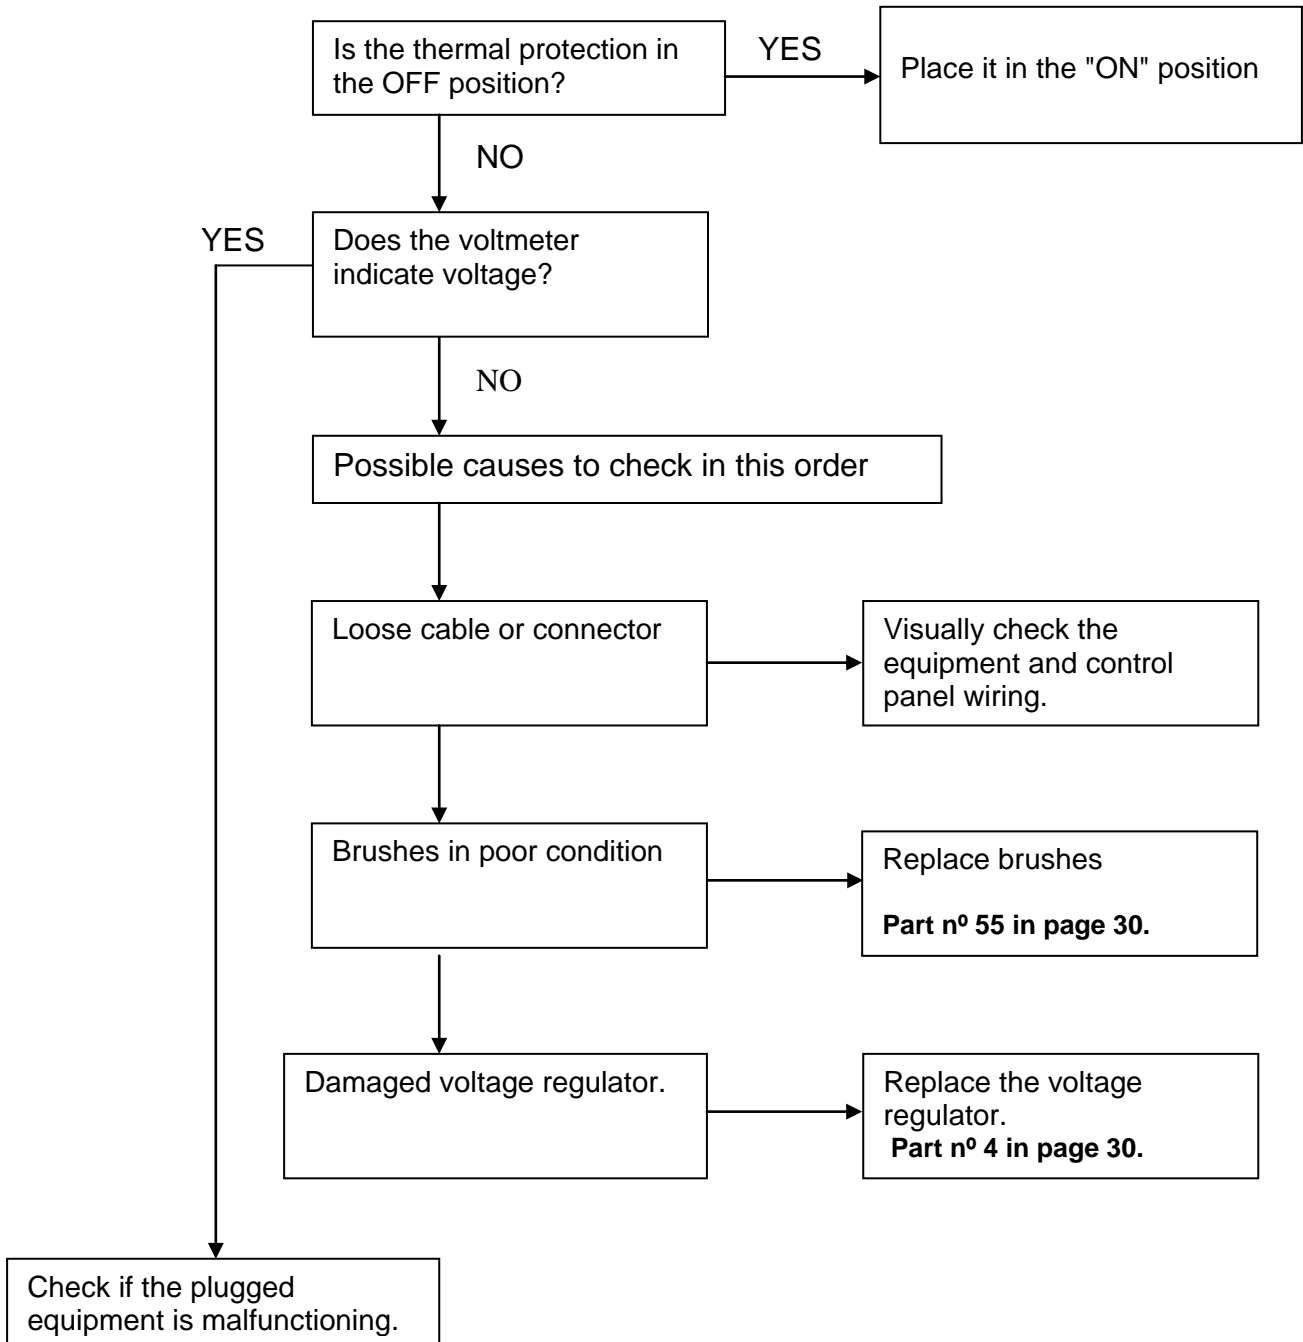 Is the thermal protection in
the OFF position?
YES
Place it in the "ON" position
NO
YES
Does the voltmeter
indicate voltage?
NO
Possible causes to check in this order
Loose cable or connector
Visually check the
equipment and control
panel wiring.
Brushes in poor condition
Replace brushes
Part nº 55 in page 30.
Damaged voltage regulator.
Replace the voltage
regulator.
Part nº 4 in page 30.
Check if the plugged
equipment is malfunctioning.